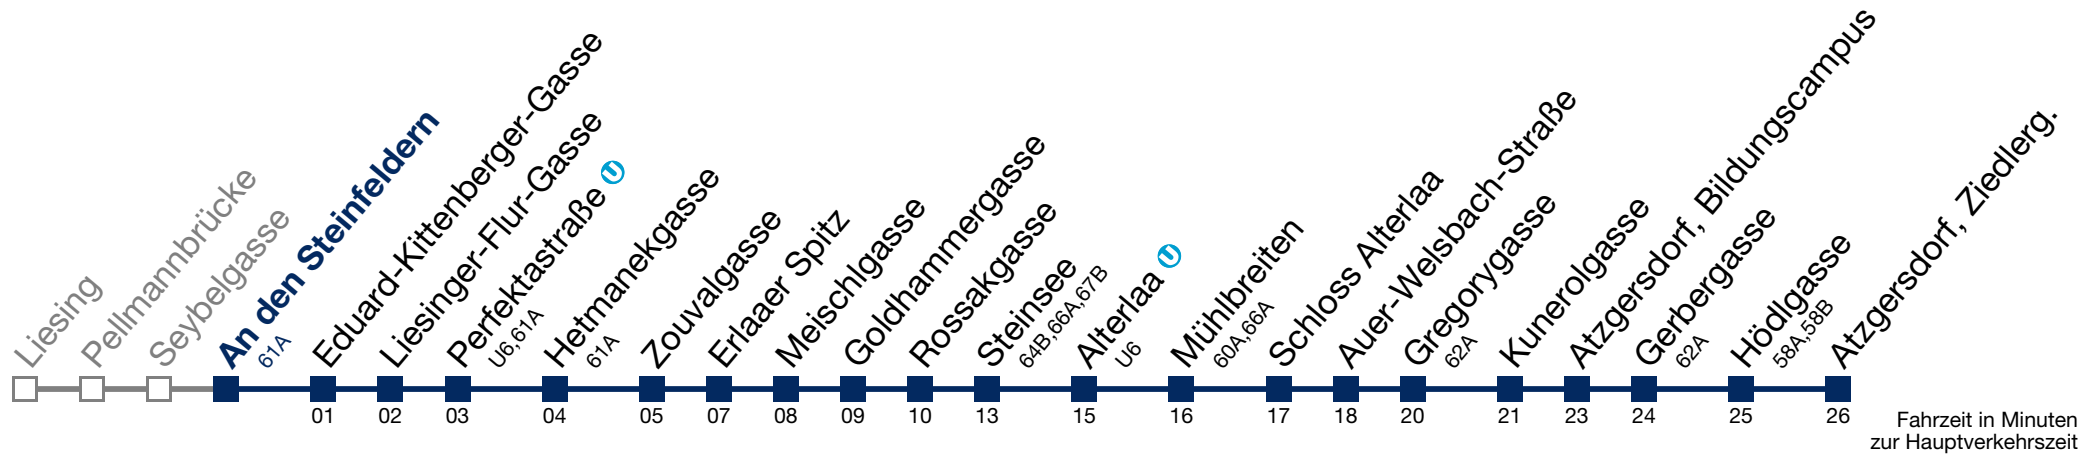 Liesing
Pellmannbrücke
Seybelgasse
An den Steinfeldern
61A
Eduard-Kittenberger-Gasse
Liesinger-Flur-Gasse
Perfektastraße U
U6,61A
Hetmanekgasse
61A
Zouvalgasse
Erlaaer Spitz
Meischlgasse
Goldhammergasse
Rossakgasse
Steinsee
64B,66A,67B
Alterlaa U
U6
Mühlbreiten
60A,66A
Schloss Alterlaa
Auer-Welsbach-Straße
Gregorygasse
62A
Kunerolgasse
Atzgersdorf, Bildungscampus
Gerbergasse
62A
Hödlgasse
58A,58B
Atzgersdorf, Ziedlerg.
01 02 03 04 05 07 08 09 10 13 15 16 17 18 20 21 23 24 25 26
Fahrzeit in Minuten
zur Hauptverkehrszeit